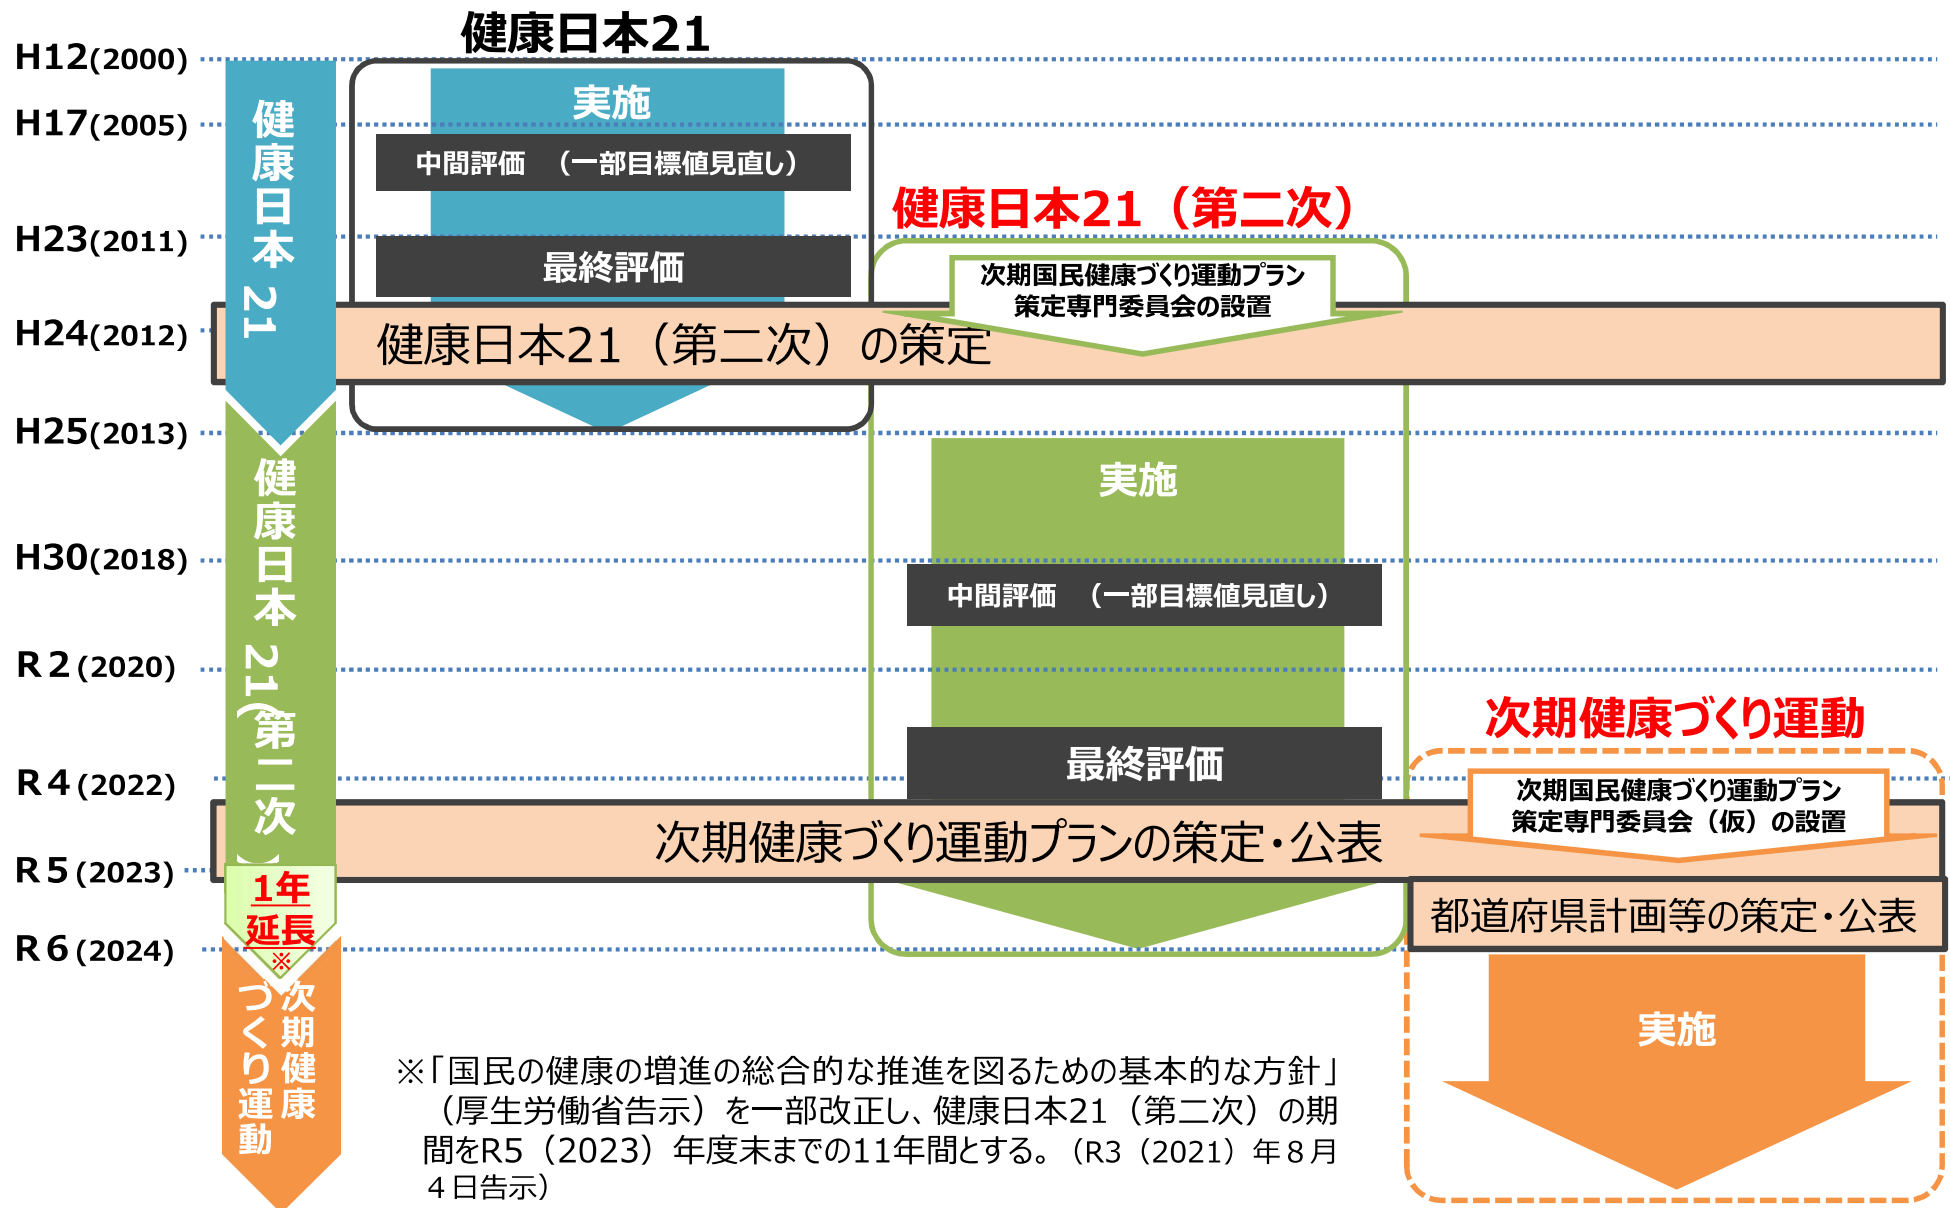 健康日本21
H12(2000)
実施
H17(2005)
中間評価　（一部目標値見直し）
健康日本21（第二次）
H23(2011)
最終評価
次期国民健康づくり運動プラン
策定専門委員会の設置
健康日本 21
H24(2012)
健康日本21（第二次）の策定
H25(2013)
実施
H30(2018)
中間評価　（一部目標値見直し）
健康日本 21(第二次)
R２(2020)
次期健康づくり運動
最終評価
R４(2022)
次期国民健康づくり運動プラン
策定専門委員会（仮）の設置
次期健康づくり運動プランの策定・公表
R５(2023)
1年
延長
※
都道府県計画等の策定・公表
R６(2024)
次期健康
づくり運動
実施
※「国民の健康の増進の総合的な推進を図るための基本的な方針」
（厚生労働省告示）を一部改正し、健康日本21（第二次）の期
間をR5（2023）年度末までの11年間とする。（R3（2021）年８月
４日告示）